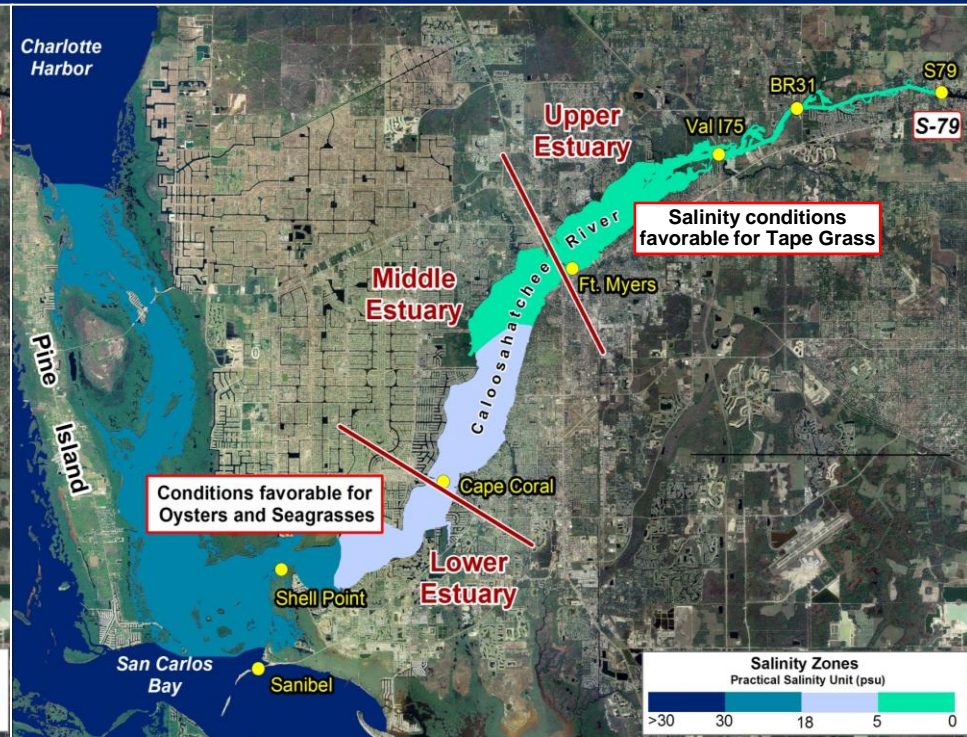 Charlotte
Harbor
S79
BR31
S-79
Upper
Estuary
Val I75
Salinity conditions
favorable for Tape Grass
Caloosahatchee River
Ft. Myers
Middle
Estuary
Pine
Island
Cape Coral
Conditions favorable for
Oysters and Seagrasses
Lower
Estuary
Shell Point
San Carlos
Bay
Sanibel
Salinity Zones
Practical Salinity Unit (psu)
>30 30 18 5 0